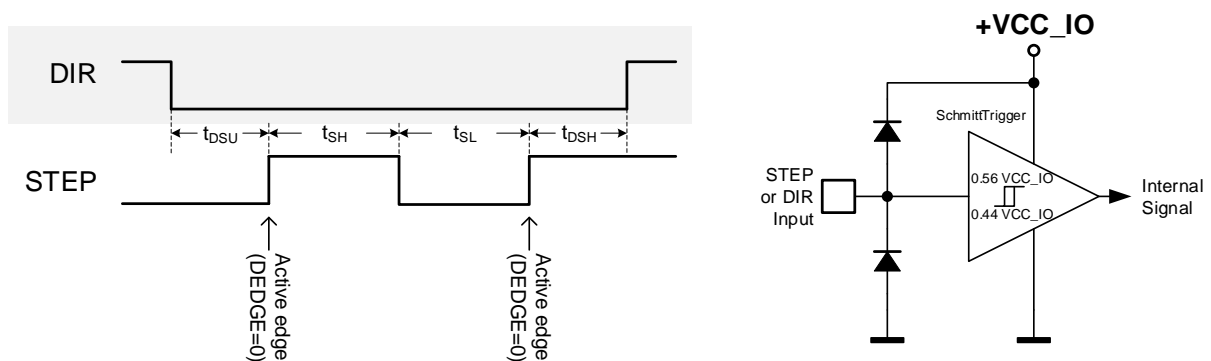 DIR
tDSU
tSH
tSL
tDSH
STEP
Active edge
(DEDGE=0)
Active edge
(DEDGE=0)
+VCC_IO
SchmittTrigger
0.56 VCC_IO
0.44 VCC_IO
STEP
or DIR
Input
Internal
Signal